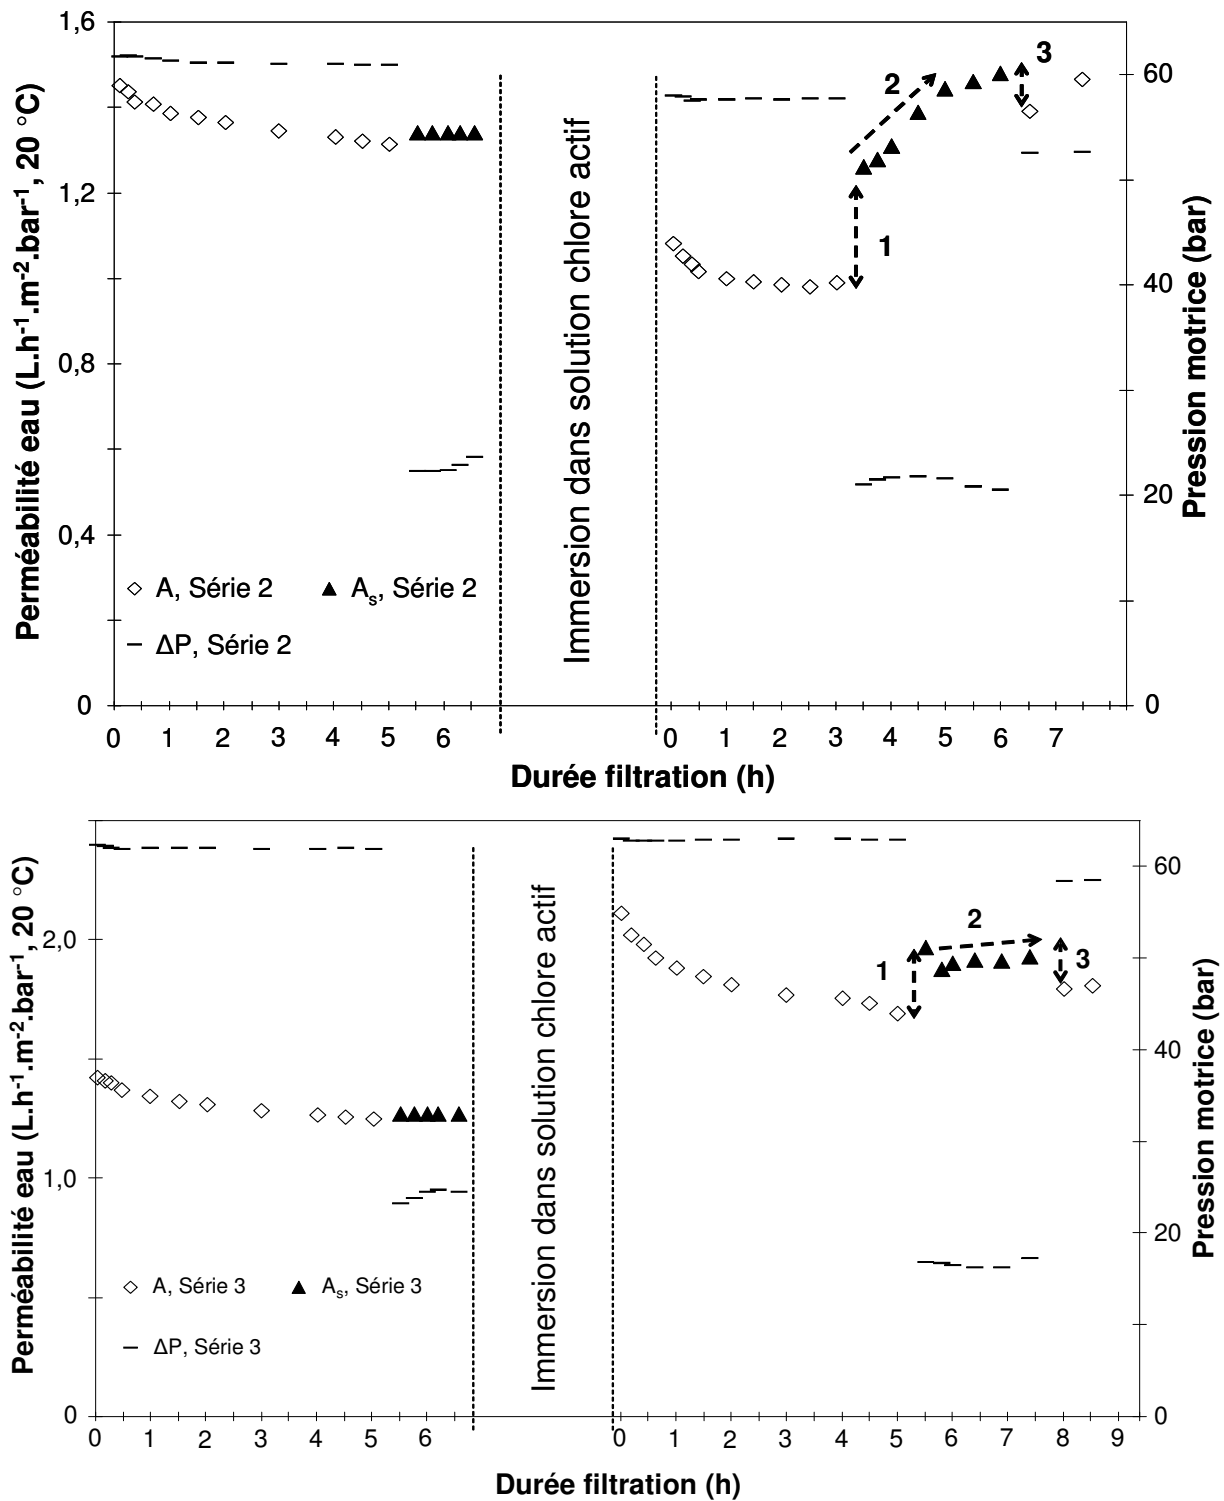 Perméabilité eau (L.h-1.m-2.bar-1, 20 °C)
1,6
1,2
0,8
0,4
0
A, Série 2
As, Série 2
ΔP, Série 2
Immersion dans solution chlore actif
1
2
3
60
40
20
0
Pression motrice (bar)
0 1 2 3 4 5 6 0 1 2 3 4 5 6 7
Durée filtration (h)
Perméabilité eau (L.h-1.m-2.bar-1, 20 °C)
2,0
1,0
0
A, Série 3
As, Série 3
ΔP, Série 3
Immersion dans solution chlore actif
1
2
3
60
40
20
0
Pression motrice (bar)
0 1 2 3 4 5 6 0 1 2 3 4 5 6 7 8 9
Durée filtration (h)